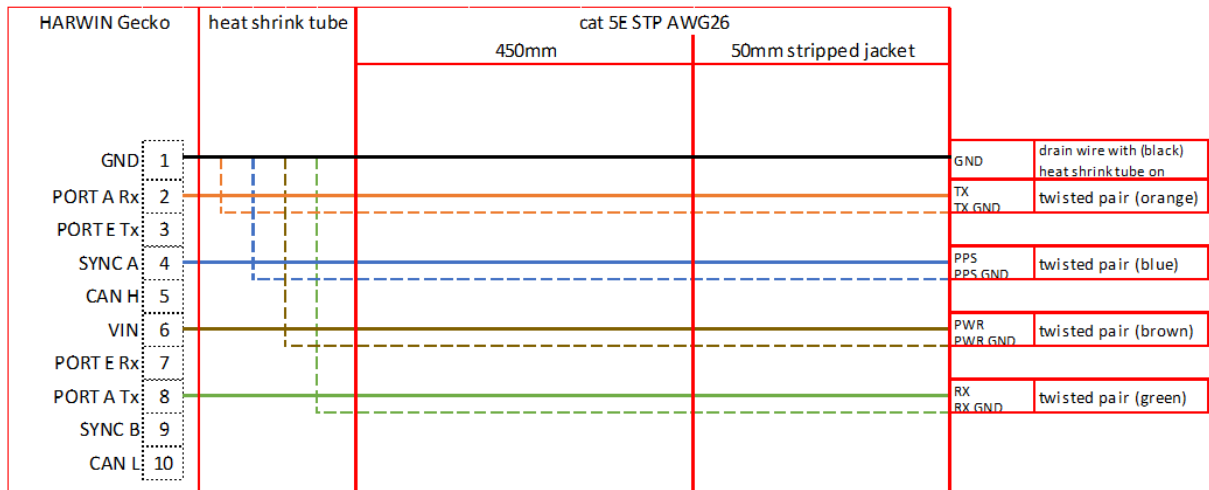 HARWIN Gecko
heat shrink tube
cat 5E STP AWG26
450mm
50mm stripped jacket
GND 1
GND
drain wire with (black)
heat shrink tube on
PORT A Rx 2
TX
TX GND
twisted pair (orange)
PORT E Tx 3
SYNC A 4
PPS
PPS GND
twisted pair (blue)
CAN H 5
VIN 6
PWR
PWR GND
twisted pair (brown)
PORT E Rx 7
PORT A Tx 8
RX
RX GND
twisted pair (green)
SYNC B 9
CAN L 10